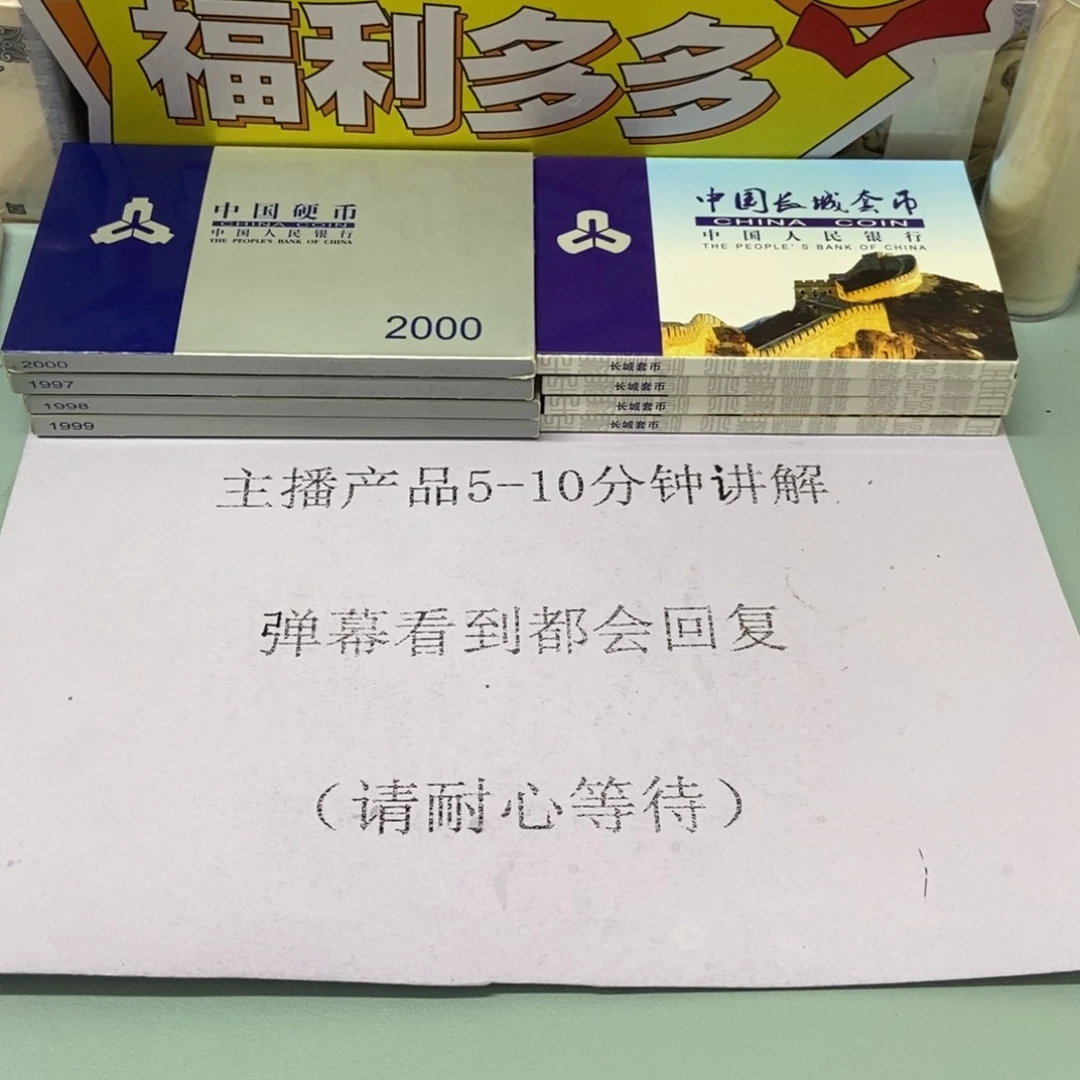 福利多多
中国硬币
CHINA COIN
中国人民银行
THE PEOPLE'S BANK OF CHINA
2000
中国长城套币
CHINA COIN
中国人民银行
THE PEOPLE'S BANK OF CHINA
2000
1997
1998
1999
长城套币
长城套币
长城套币
长城套币
主播产品5-10分钟讲解
弹幕看到都会回复
（请耐心等待）